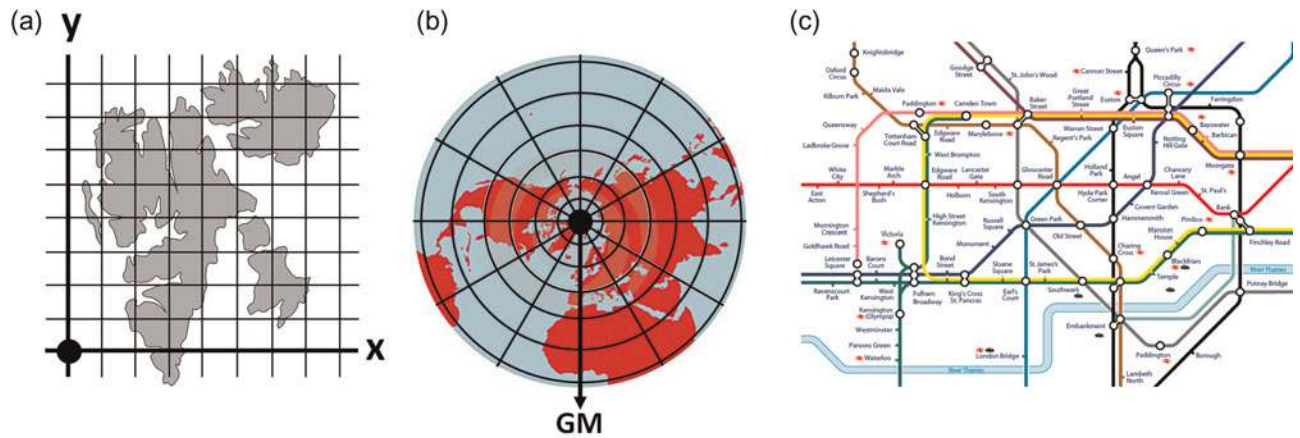 (a)
y
x
(b)
GM
(c)
Knightsbridge
Oxford
Circus
Maida Vale
Kilburn Park
Goodge
Street
St. John's Wood
Queen's Park
Cannon Street
Piccadilly
Circus
Paddington
Camden Town
Baker
Street
Great
Portland
Street
Euston
Farringdon
Queensway
Ladbroke Grove
Tottenham
Court Road
Edgware
Road
Marylebone
Regent's Park
Warren Street
Euston
Square
Notting
Hill Gate
Bayswater
Barbican
Moorgate
West Brompton
White
City
Marble
Arch
Edgware
Road
Lancaster
Gate
Gloucester
Road
Holland
Park
Angel
Chancery
Lane
St. Paul's
East
Acton
Shepherd's
Bush
Holborn
South
Kensington
Hyde Park
Corner
Kensal Green
Bank
Covent Garden
Mornington
Crescent
Goldhawk Road
High Street
Kensington
Russell
Square
Green Park
Hammersmith
Pimlico
Victoria
Old Street
Mansion
House
Finchley Road
Monument
Charing
Cross
Leicester
Square
Barons
Court
Bond
Street
Sloane
Square
St. James's
Park
Blackfriars
Temple
River Thames
Ravenscourt
Park
West
Kensington
Fulham
Broadway
King's Cross
St. Pancras
Earl's
Court
Southwark
Putney Bridge
Kensington
(Olympia)
Westminster
Embankment
Parsons Green
Waterloo
London Bridge
Paddington
Borough
River Thames
Lambeth
North